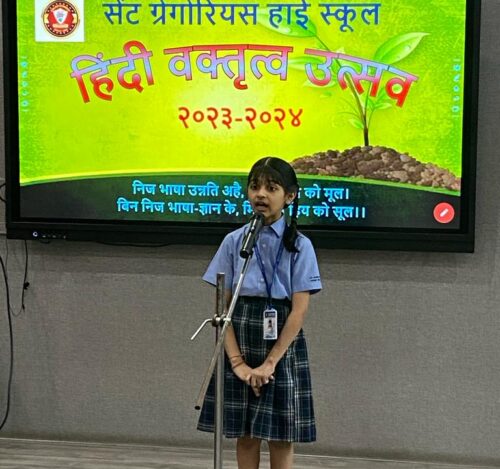 सेंट ग्रेगोरियस हाई स्कूल
हिंदी वक्तृत्व उत्सव
२०२३-२०२४
निज भाषा उन्नति अहै, को मूल।
बिन निज भाषा-ज्ञान के, को सूल।।